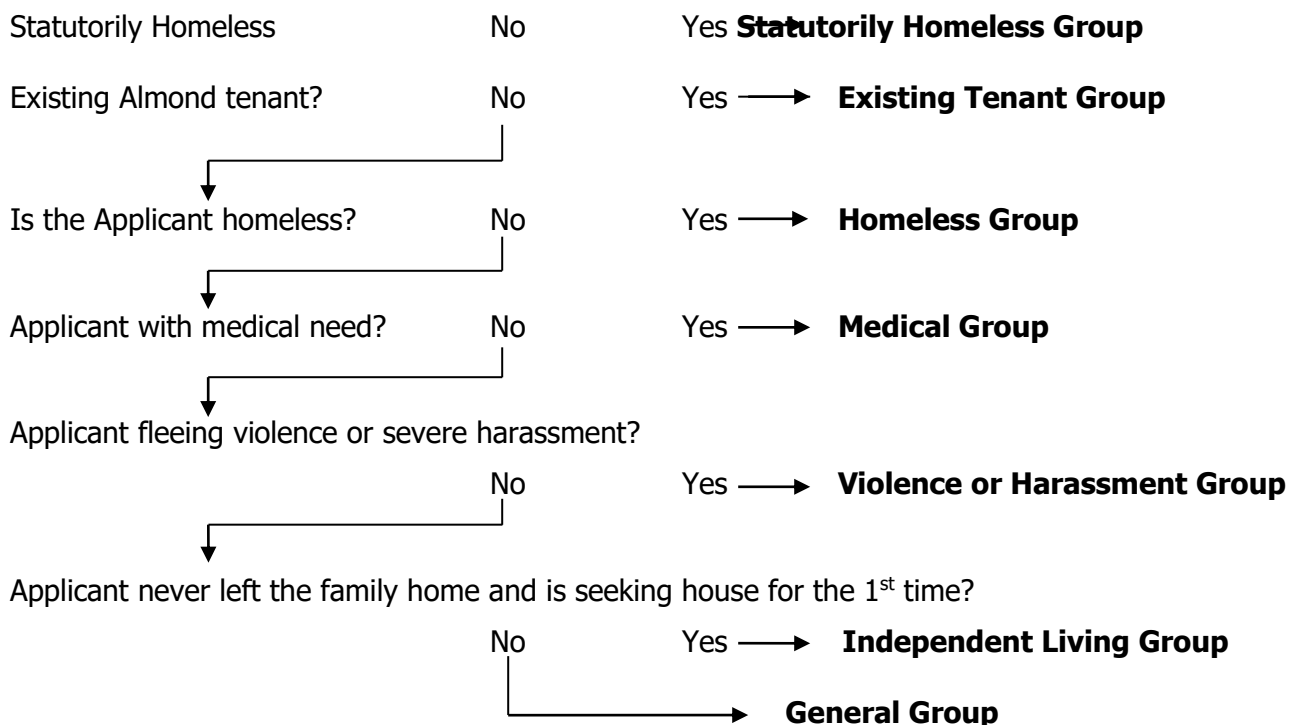 Statutorily Homeless No Yes Statutorily Homeless Group
Existing Almond tenant? No Yes Existing Tenant Group
Is the Applicant homeless? No Yes Homeless Group
Applicant with medical need? No Yes Medical Group
Applicant fleeing violence or severe harassment?
No Yes Violence or Harassment Group
Applicant never left the family home and is seeking house for the 1st time?
No Yes Independent Living Group
General Group